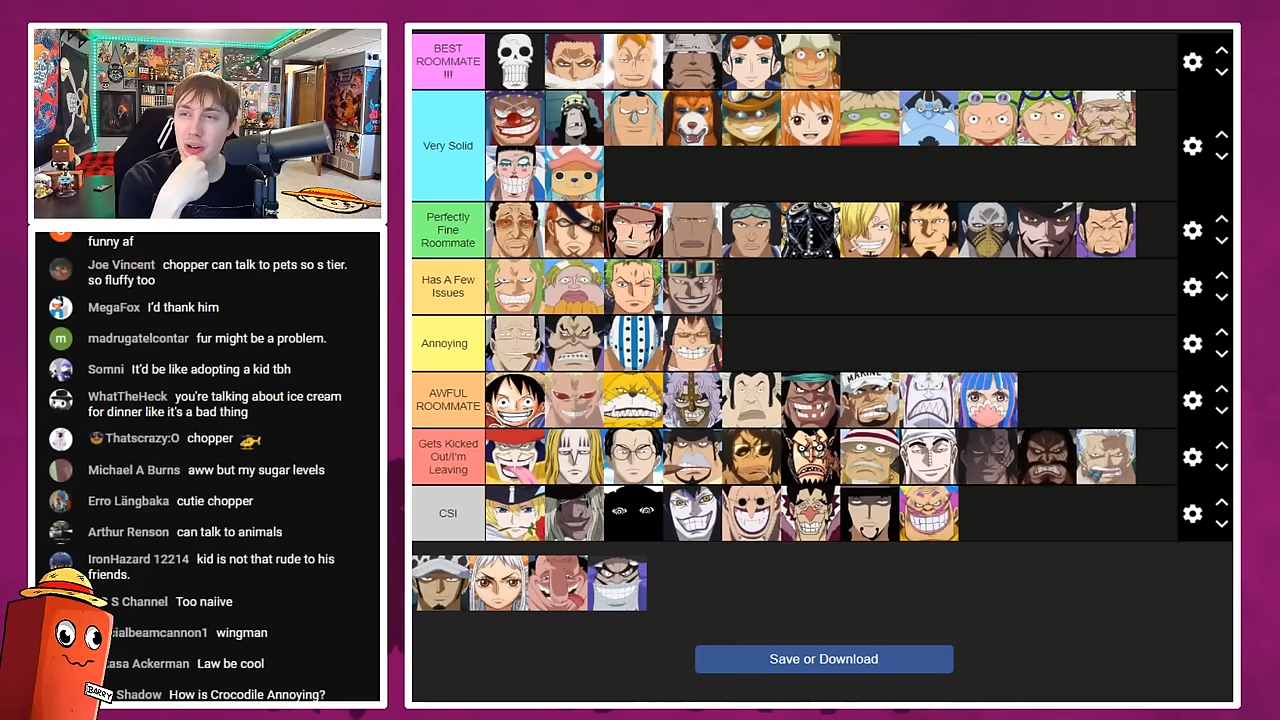 funny af
Joe Vincent chopper can talk to pets so s tier.
so fluffy too
MegaFox I'd thank him
m madrugatelcontar fur might be a problem.
Somni It'd be like adopting a kid tbh
WhatTheHeck you're talking about ice cream
for dinner like it's a bad thing
Thatscrazy:O chopper
Michael A Burns aww but my sugar levels
Erro Längbaka cutie chopper
Arthur Renson can talk to animals
IronHazard 12214 kid is not that rude to his
friends.
S Channel Too naiive
cialbeamcannon1 wingman
asa Ackerman Law be cool
Shadow How is Crocodile Annoying?
BARRY
BEST
ROOMMATE
!!!
Very Solid
Perfectly
Fine
Roommate
Has A Few
Issues
Annoying
AWFUL
ROOMMATE
MARINE
Gets Kicked
Out/I'm
Leaving
CSI
Save or Download